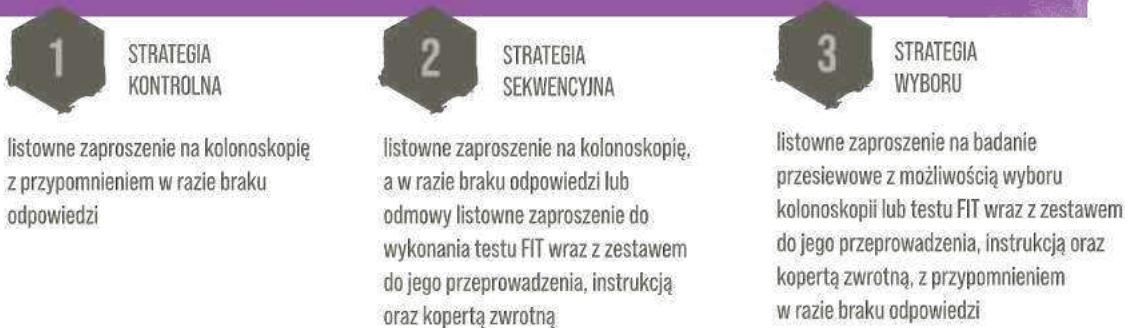 1
STRATEGIA
KONTROLNA
listowne zaproszenie na kolonoskopię
z przypomnieniem w razie braku
odpowiedzi
2
STRATEGIA
SEKWENCYJNA
listowne zaproszenie na kolonoskopię,
a w razie braku odpowiedzi lub
odmowy listowne zaproszenie do
wykonania testu FIT wraz z zestawem
do jego przeprowadzenia, instrukcją
oraz kopertą zwrotną
3
STRATEGIA
WYBORU
listowne zaproszenie na badanie
przesiewowe z możliwością wyboru
kolonoskopii lub testu FIT wraz z zestawem
do jego przeprowadzenia, instrukcją oraz
kopertą zwrotną, z przypomnieniem
w razie braku odpowiedzi